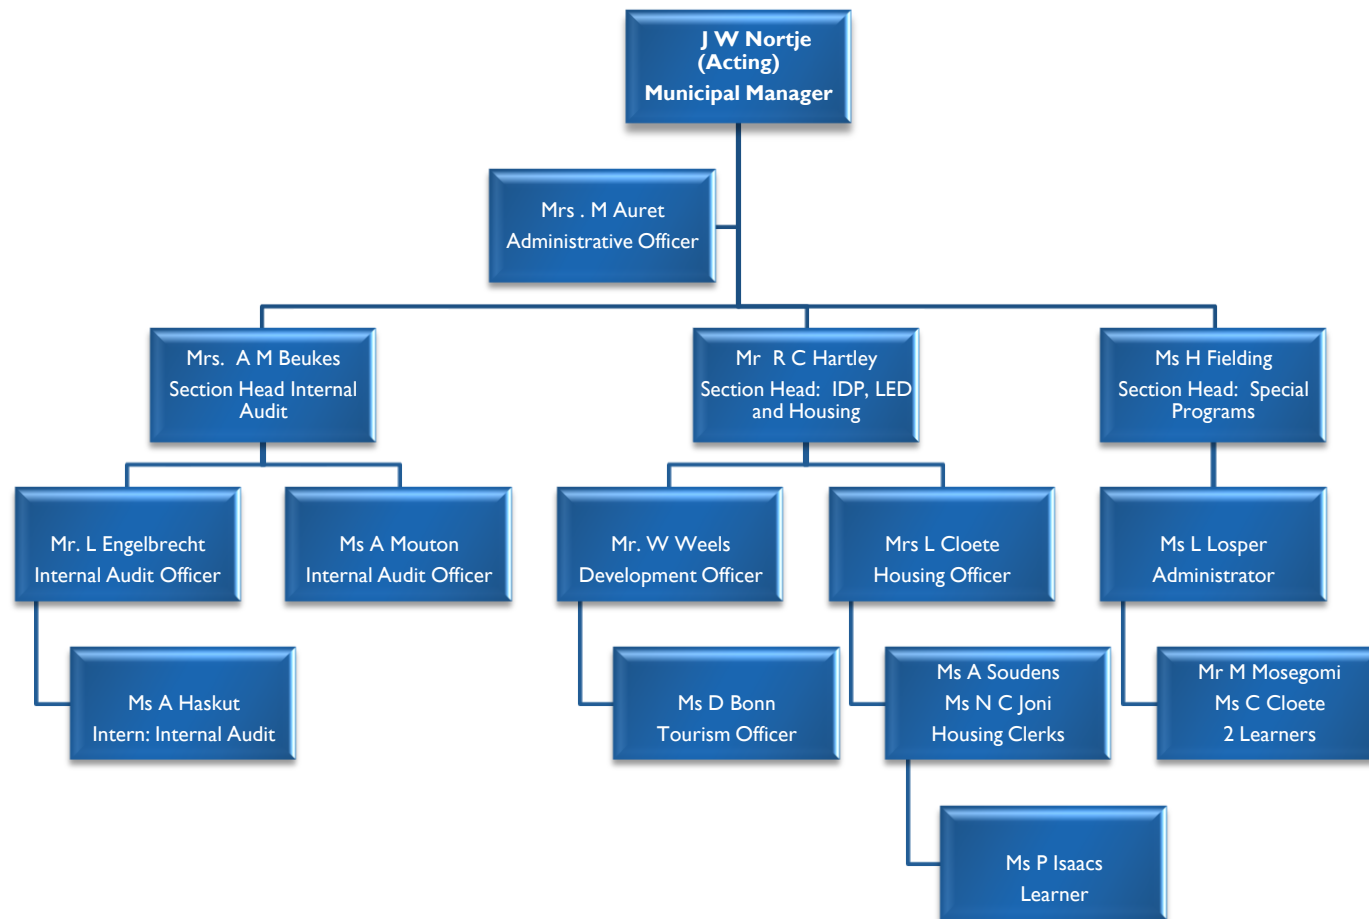 J W Nortje
(Acting)
Municipal Manager
Mrs . M Auret
Administrative Officer
Mrs. A M Beukes
Section Head Internal
Audit
Mr R C Hartley
Section Head: IDP, LED
and Housing
Ms H Fielding
Section Head: Special
Programs
Mr. L Engelbrecht
Internal Audit Officer
Ms A Mouton
Internal Audit Officer
Mr. W Weels
Development Officer
Mrs L Cloete
Housing Officer
Ms L Losper
Administrator
Ms A Haskut
Intern: Internal Audit
Ms D Bonn
Tourism Officer
Ms A Soudens
Ms N C Joni
Housing Clerks
Mr M Mosegomi
Ms C Cloete
2 Learners
Ms P Isaacs
Learner